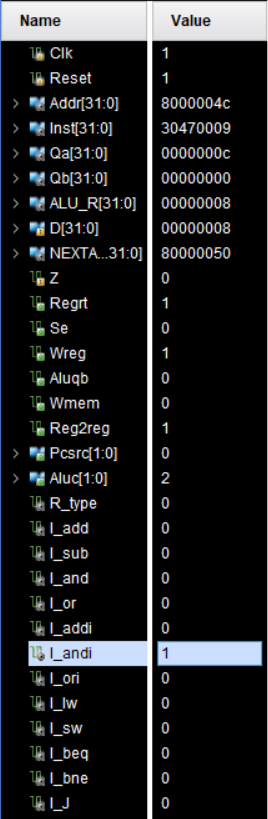 Name Value
Clk 1
Reset 1
Addr[31:0] 8000004c
Inst[31:0] 30470009
Qa[31:0] 0000000c
Qb[31:0] 00000000
ALU_R[31:0] 00000008
D[31:0] 00000008
NEXTA...31:0] 80000050
Z 0
Regrt 1
Se 0
Wreg 1
Aluqb 0
Wmem 0
Reg2reg 1
Pcsrc[1:0] 0
Aluc[1:0] 2
R_type 0
I_add 0
I_sub 0
I_and 0
I_or 0
I_addi 0
I_andi 1
I_ori 0
I_lw 0
I_sw 0
I_beq 0
I_bne 0
I_J 0